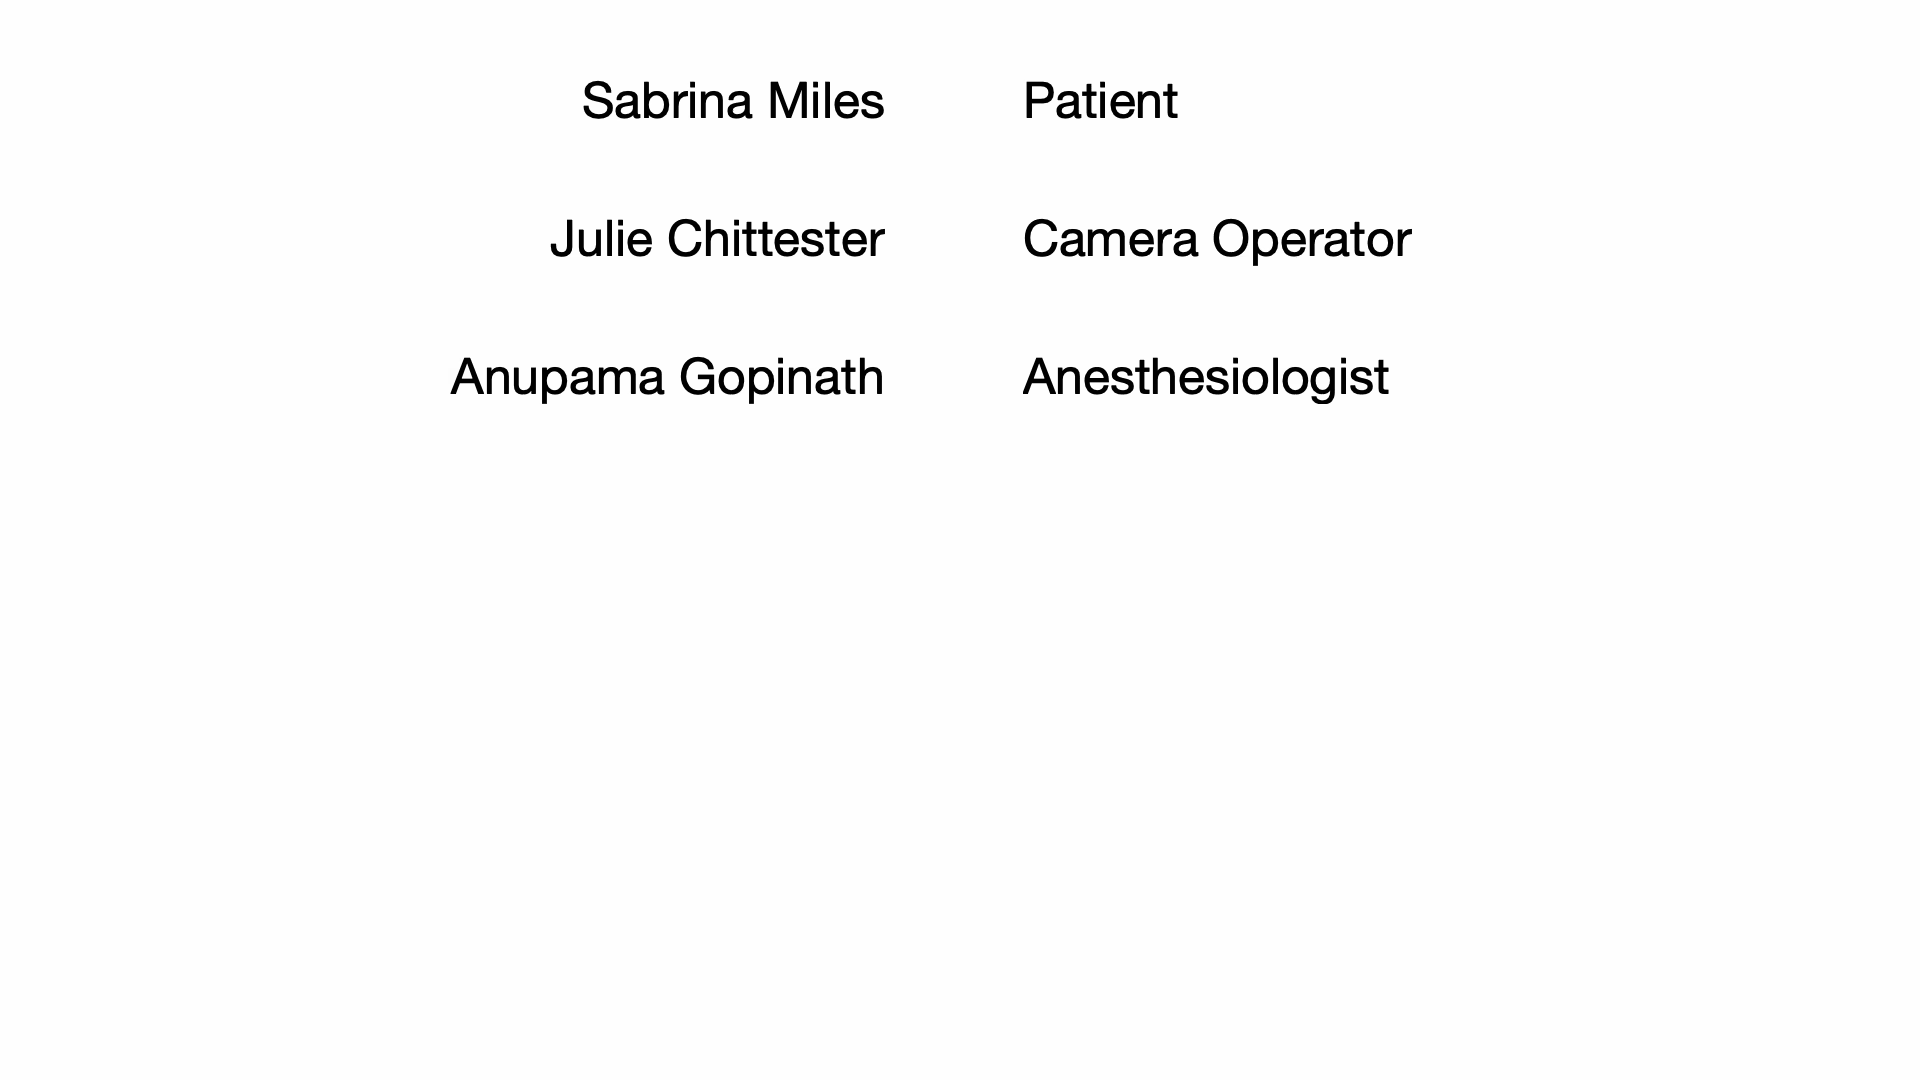 Sabrina Miles Patient
Julie Chittester Camera Operator
Anupama Gopinath Anesthesiologist